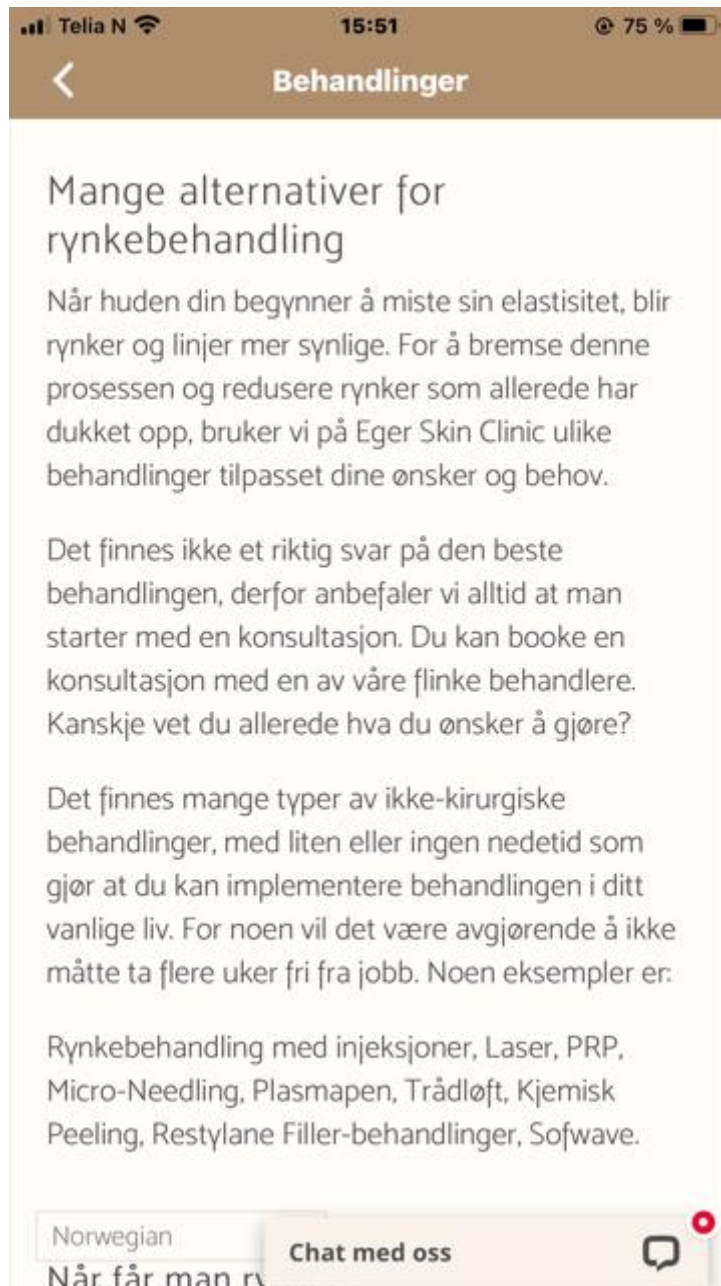 Telia N 15:51 75 %
Behandlinger
Mange alternativer for
rynkebehandling
Når huden din begynner å miste sin elastisitet, blir
rynker og linjer mer synlige. For å bremse denne
prosessen og redusere rynker som allerede har
dukket opp, bruker vi på Eger Skin Clinic ulike
behandlinger tilpasset dine ønsker og behov.
Det finnes ikke et riktig svar på den beste
behandlingen, derfor anbefaler vi alltid at man
starter med en konsultasjon. Du kan booke en
konsultasjon med en av våre flinke behandlere.
Kanskje vet du allerede hva du ønsker å gjøre?
Det finnes mange typer av ikke-kirurgiske
behandlinger, med liten eller ingen nedetid som
gjør at du kan implementere behandlingen i ditt
vanlige liv. For noen vil det være avgjørende å ikke
måtte ta flere uker fri fra jobb. Noen eksempler er:
Rynkebehandling med injeksjoner, Laser, PRP,
Micro-Needling, Plasmapen, Trådløft, Kjemisk
Peeling, Restylane Filler-behandlinger, Sofwave.
Norwegian
Chat med oss
Når får man